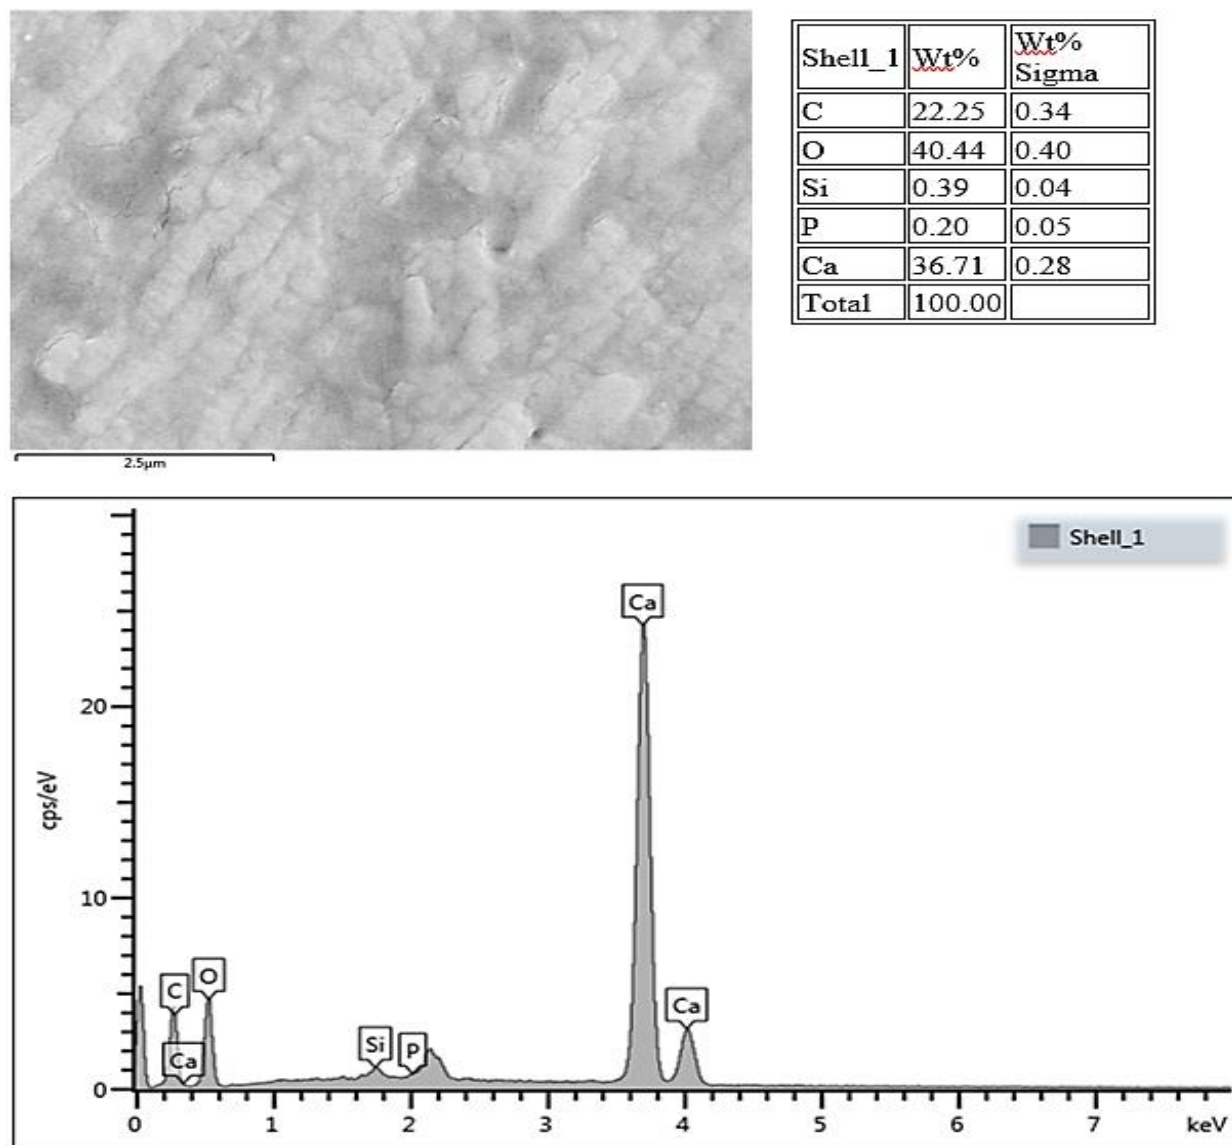 Shell_1 Wt% Wt% Sigma
C 22.25 0.34
O 40.44 0.40
Si 0.39 0.04
P 0.20 0.05
Ca 36.71 0.28
Total 100.00
2.5µm
Shell_1
Ca
20
cps/eV
10
C
O
Ca
Si
P
Ca
0
0 1 2 3 4 5 6 7 keV